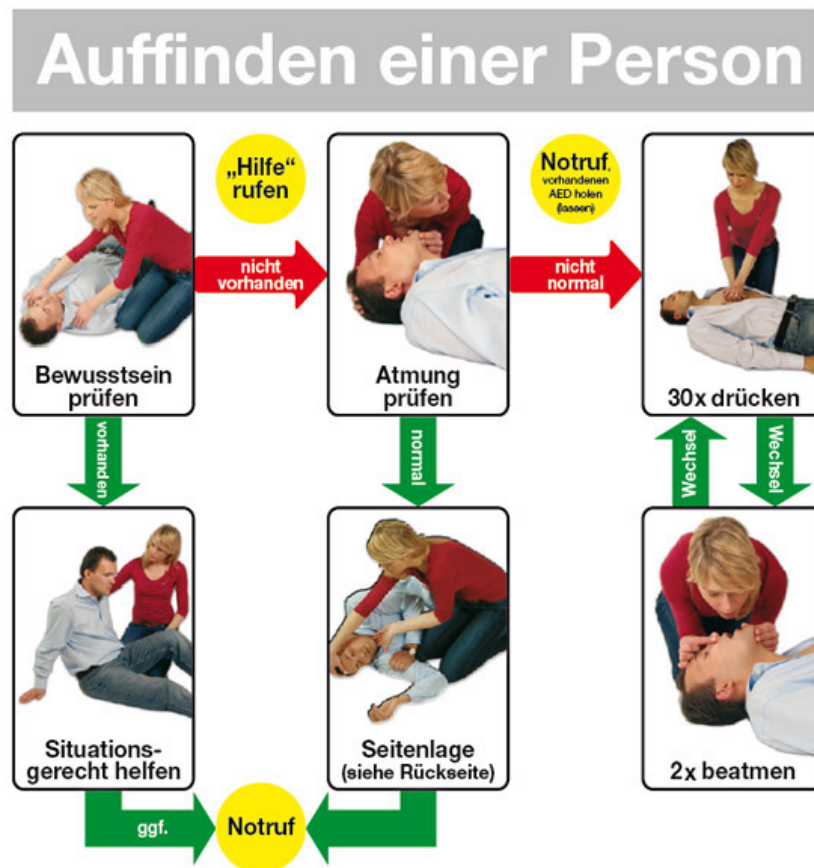 Auffinden einer Person
„Hilfe“
rufen
Notruf,
vorhandenen
AED holen
(lassen)
nicht
vorhanden
nicht
normal
Bewusstsein
prüfen
Atmung
prüfen
30x drücken
vorhanden
normal
Wechsel
Wechsel
Situations-
gerecht helfen
Seitenlage
(siehe Rückseite)
2x beatmen
ggf.
Notruf